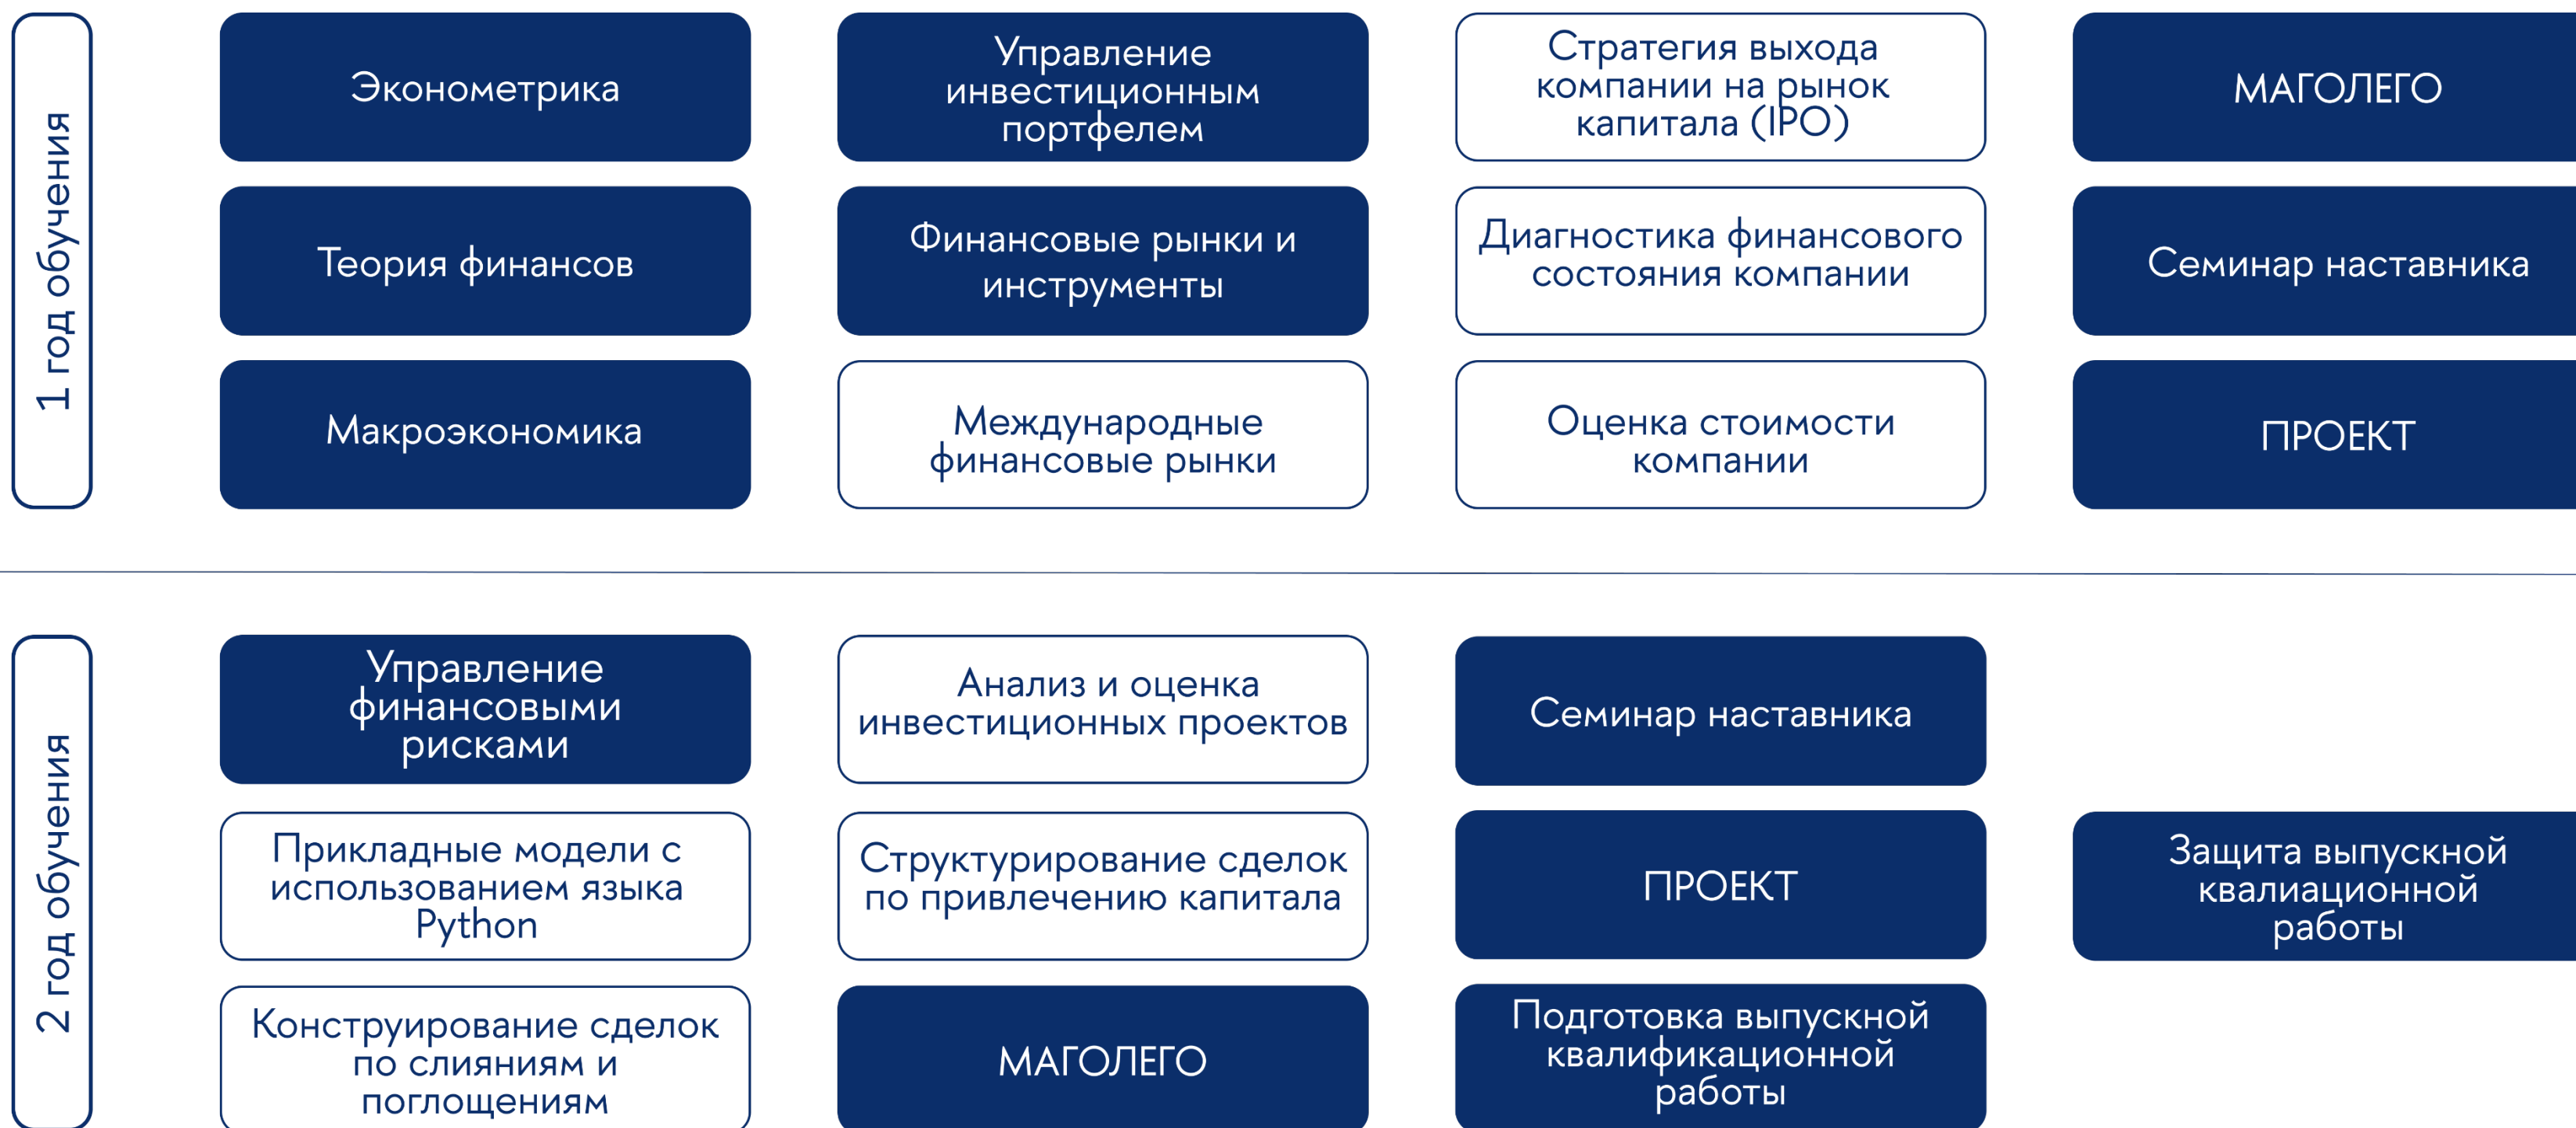 1 год обучения
Эконометрика
Управление
инвестиционным
портфелем
Стратегия выхода
компании на рынок
капитала (IPO)
МАГОЛЕГО
Теория финансов
Финансовые рынки и
инструменты
Диагностика финансового
состояния компании
Семинар наставника
Макроэкономика
Международные
финансовые рынки
Оценка стоимости
компании
ПРОЕКТ
2 год обучения
Управление
финансовыми
рисками
Анализ и оценка
инвестиционных проектов
Семинар наставника
Прикладные модели с
использованием языка
Python
Структурирование сделок
по привлечению капитала
ПРОЕКТ
Защита выпускной
квалиационной
работы
Конструирование сделок
по слияниям и
поглощениям
МАГОЛЕГО
Подготовка выпускной
квалификационной
работы